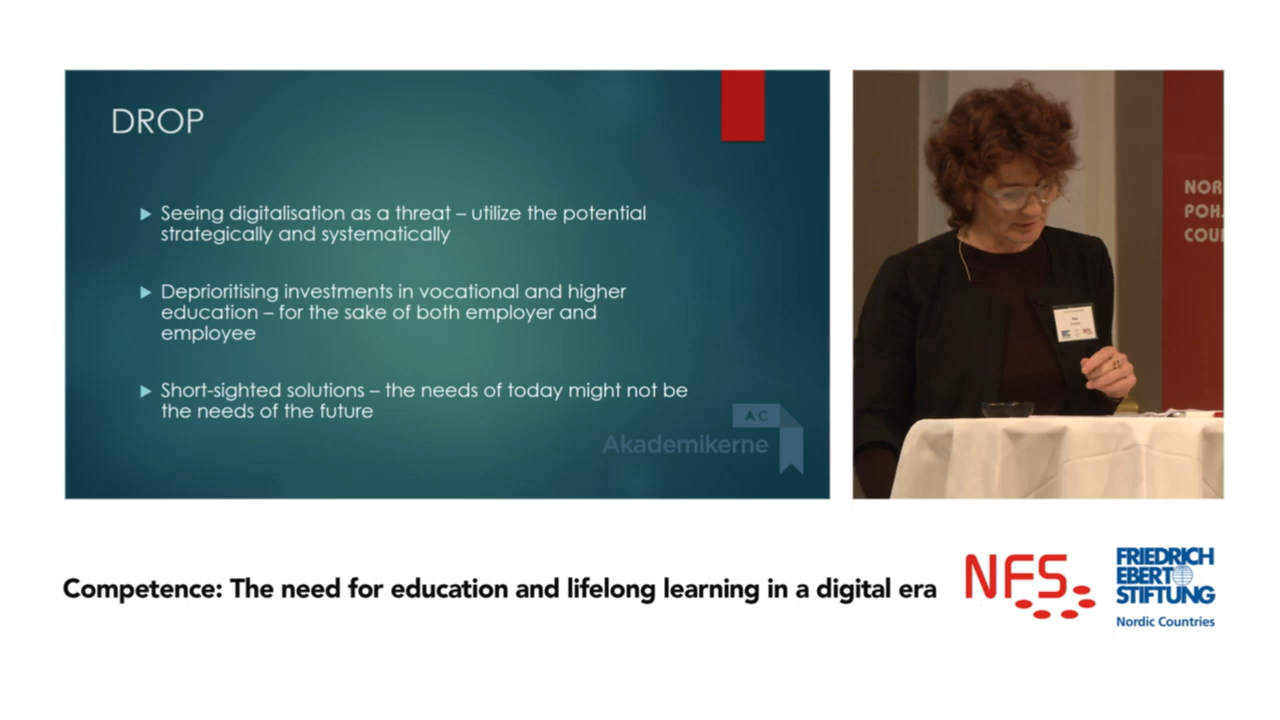 DROP
Seeing digitalisation as a threat – utilize the potential
strategically and systematically
Deprioritising investments in vocational and higher
education – for the sake of both employer and
employee
Short-sighted solutions – the needs of today might not be
the needs of the future
AC
Akademikerne
NOR
POH
COU
Competence: The need for education and lifelong learning in a digital era
NFS
FRIEDRICH
EBERT
STIFTUNG
Nordic Countries